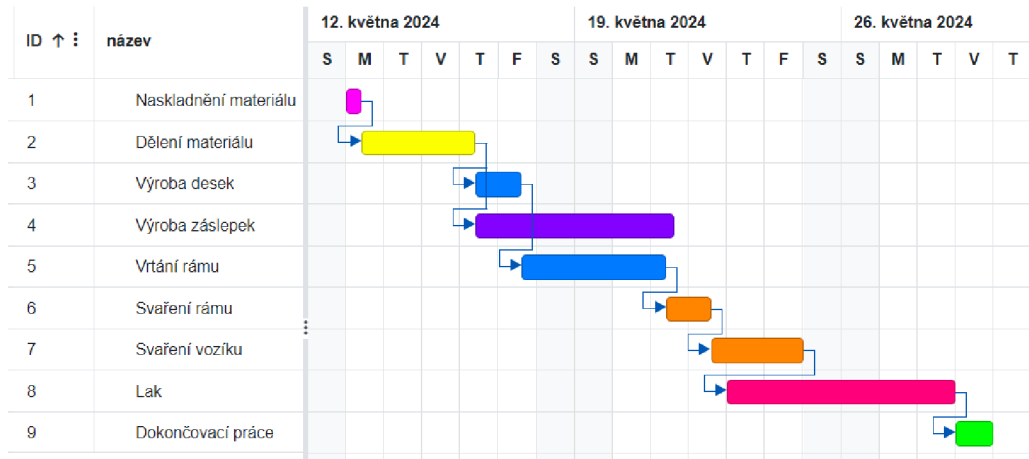 ID ↑ ⋮ název 12. května 2024 19. května 2024 26. května 2024
S M T V T F S S M T V T F S S M T V T
1 Naskladnění materiálu
2 Dělení materiálu
3 Výroba desek
4 Výroba záslepek
5 Vrtání rámu
6 Svaření rámu
7 Svaření vozíku
8 Lak
9 Dokončovací práce